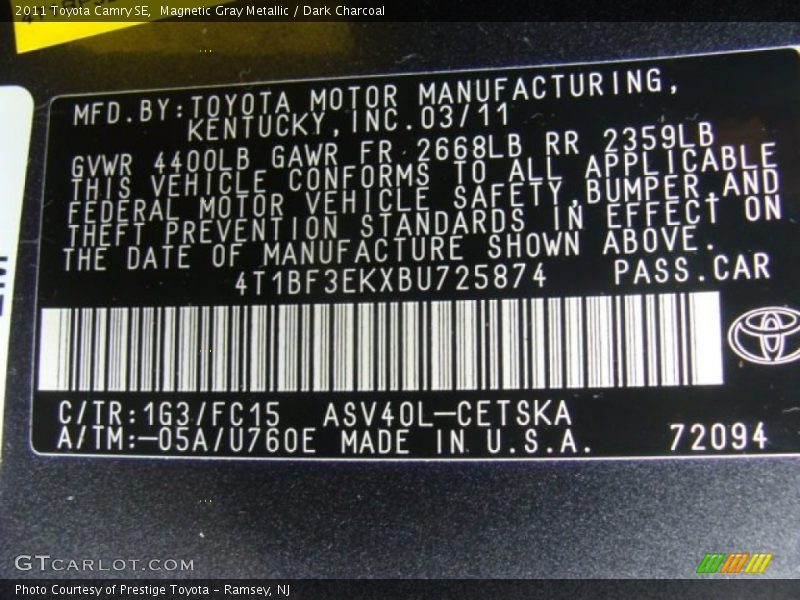 2011 Toyota Camry SE,  Magnetic Gray Metallic / Dark Charcoal
MFD.BY:TOYOTA MOTOR MANUFACTURING,
KENTUCKY,INC.03/11
GVWR 4400LB GAWR FR 2668LB RR 2359LB
THIS VEHICLE CONFORMS TO ALL APPLICABLE
FEDERAL MOTOR VEHICLE SAFETY,BUMPER,AND
THEFT PREVENTION STANDARDS IN EFFECT ON
THE DATE OF MANUFACTURE SHOWN ABOVE.
4T1BF3EKXBU725874 PASS.CAR
C/TR:1G3/FC15 ASV40L-CETSKA
A/TM:-05A/U760E MADE IN U.S.A. 72094
GTCARLOT.COM
Photo Courtesy of Prestige Toyota - Ramsey, NJ